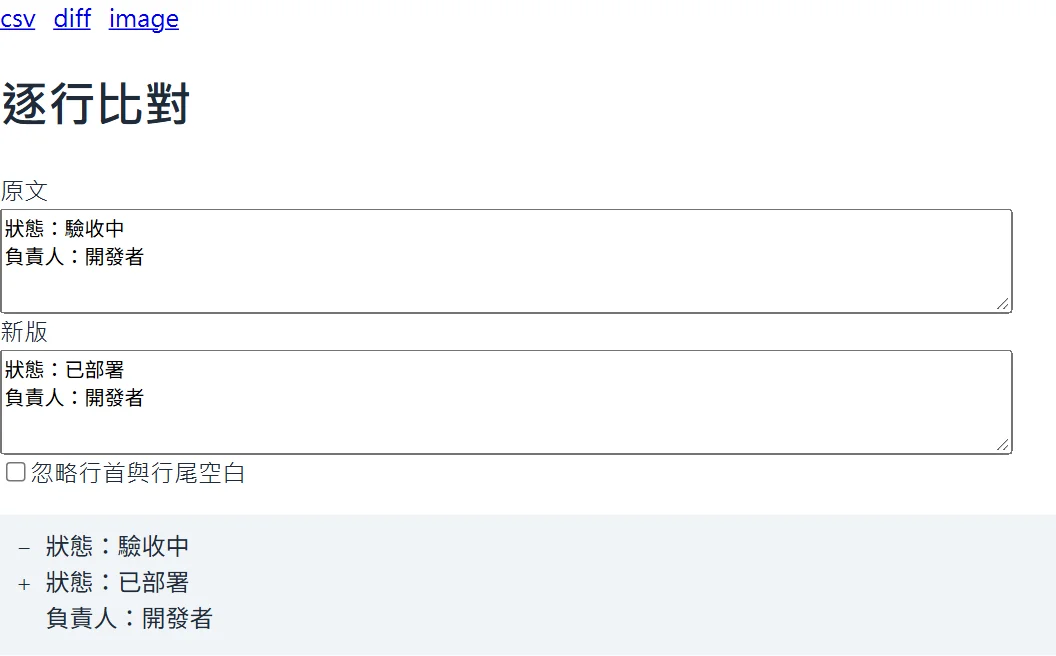 csv diff image
逐行比對
原文
狀態：驗收中
負責人：開發者
新版
狀態：已部署
負責人：開發者
忽略行首與行尾空白
− 狀態：驗收中
+ 狀態：已部署
負責人：開發者